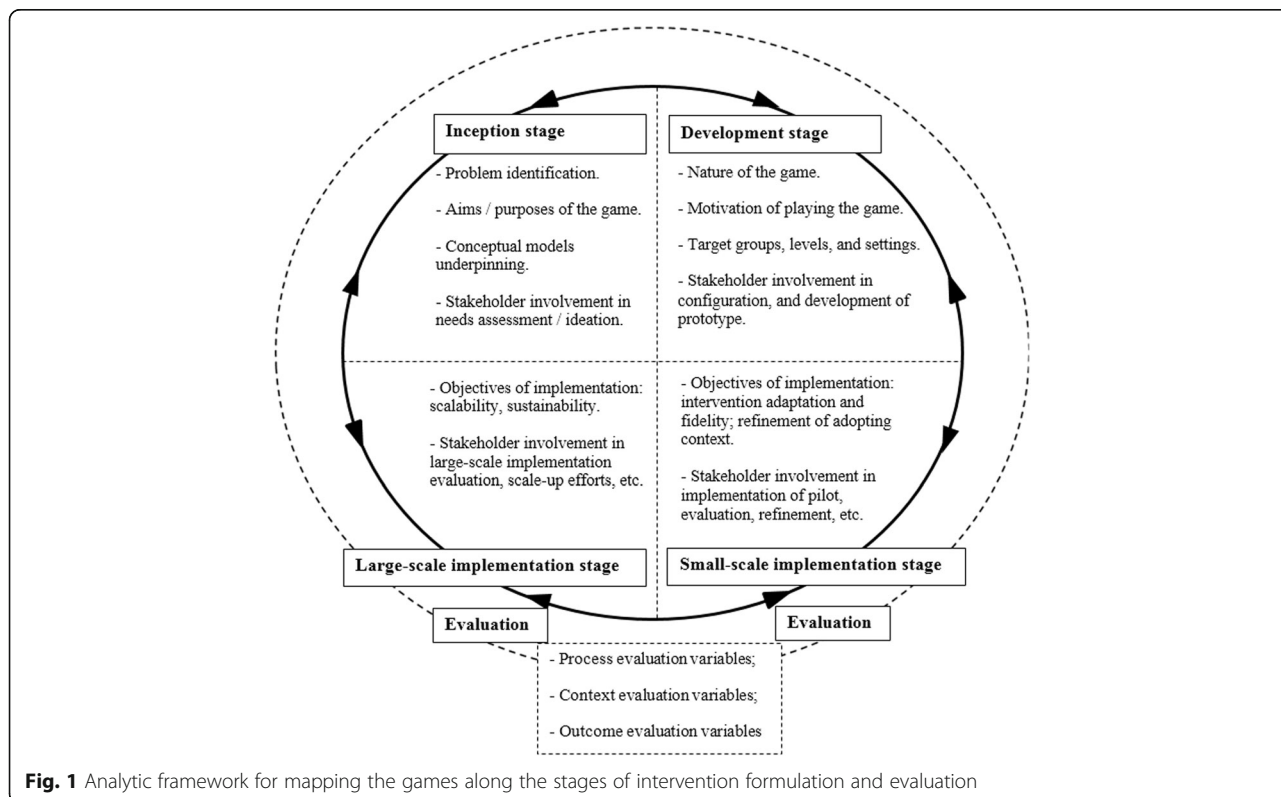 Inception stage
- Problem identification.
- Aims / purposes of the game.
- Conceptual models
underpinning.
- Stakeholder involvement in
needs assessment / ideation.
Development stage
- Nature of the game.
- Motivation of playing the game.
- Target groups, levels, and settings.
- Stakeholder involvement in
configuration, and development of
prototype.
- Objectives of implementation:
scalability, sustainability.
- Stakeholder involvement in
large-scale implementation
evaluation, scale-up efforts, etc.
Large-scale implementation stage
- Objectives of implementation:
intervention adaptation and
fidelity; refinement of adopting
context.
- Stakeholder involvement in
implementation of pilot,
evaluation, refinement, etc.
Small-scale implementation stage
Evaluation
Evaluation
- Process evaluation variables;
- Context evaluation variables;
- Outcome evaluation variables
Fig. 1 Analytic framework for mapping the games along the stages of intervention formulation and evaluation